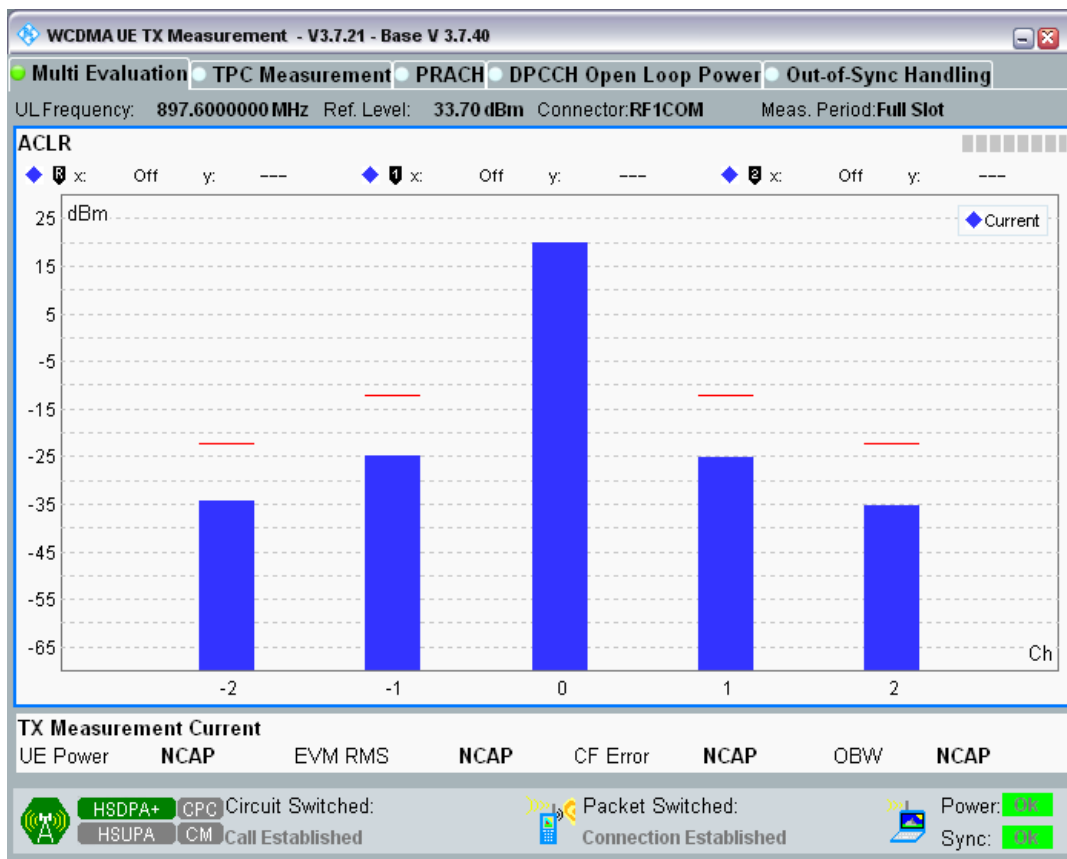 WCDMA UE TX Measurement - V3.7.21 - Base V 3.7.40
Multi Evaluation TPC Measurement PRACH DPCCH Open Loop Power Out-of-Sync Handling
UL Frequency: 897.6000000 MHz Ref. Level: 33.70 dBm Connector:RF1COM Meas. Period:Full Slot
ACLR
R x: Off y: --- 1 x: Off y: --- 2 x: Off y: ---
dBm
Current
25
15
5
-5
-15
-25
-35
-45
-55
-65
Ch
-2 -1 0 1 2
TX Measurement Current
UE Power NCAP EVM RMS NCAP CF Error NCAP OBW NCAP
HSDPA+ CPC Circuit Switched: Packet Switched: Power: OK
HSUPA CM Call Established Connection Established Sync: OK